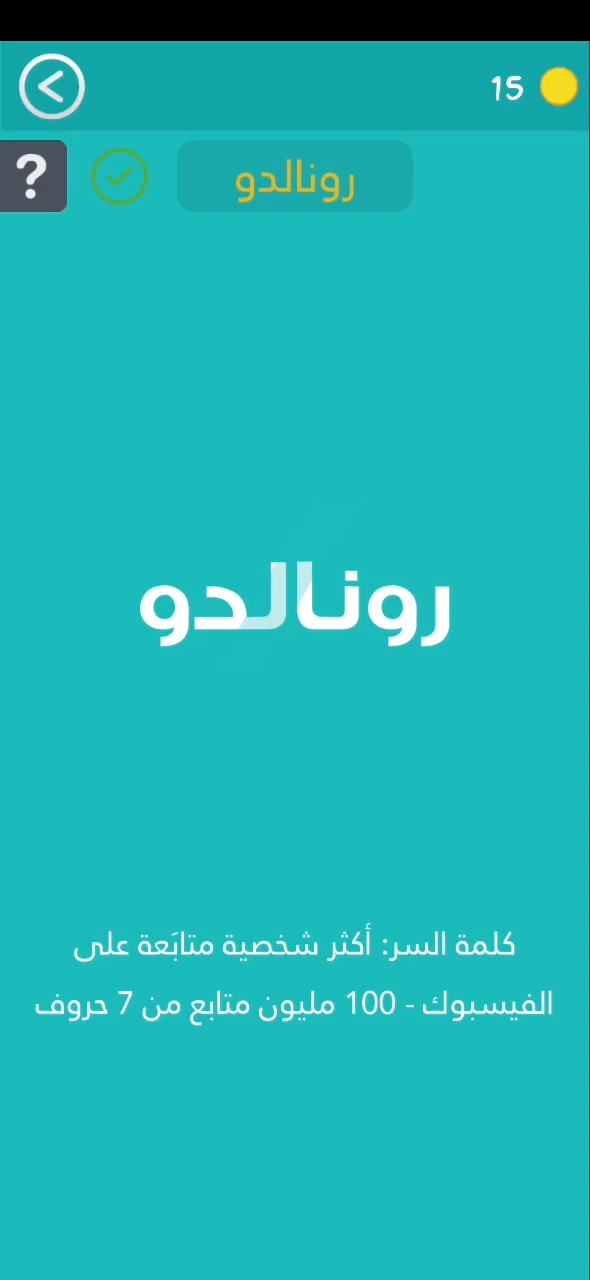 15
رونالدو
?
رونالدو
كلمة السر: أكثر شخصية متابَعة على
الفيسبوك - 100 مليون متابع من 7 حروف